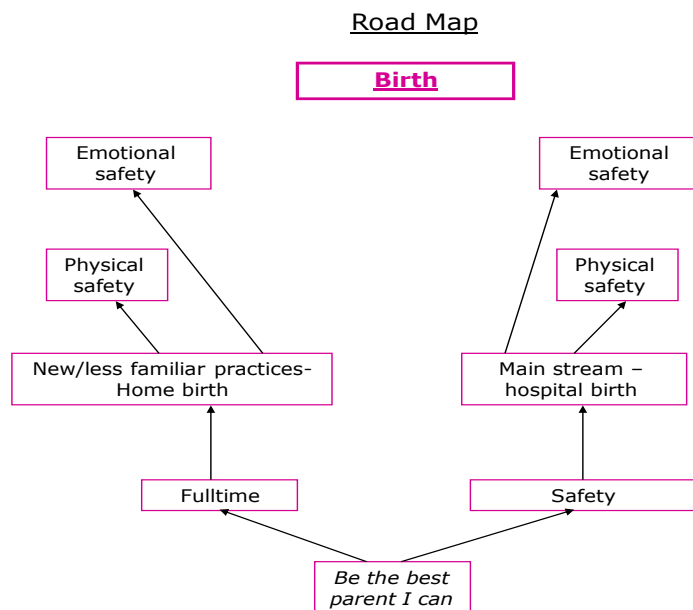 Road Map
Birth
Emotional
safety
Emotional
safety
Physical
safety
Physical
safety
New/less familiar practices-
Home birth
Main stream –
hospital birth
Fulltime
Safety
Be the best
parent I can